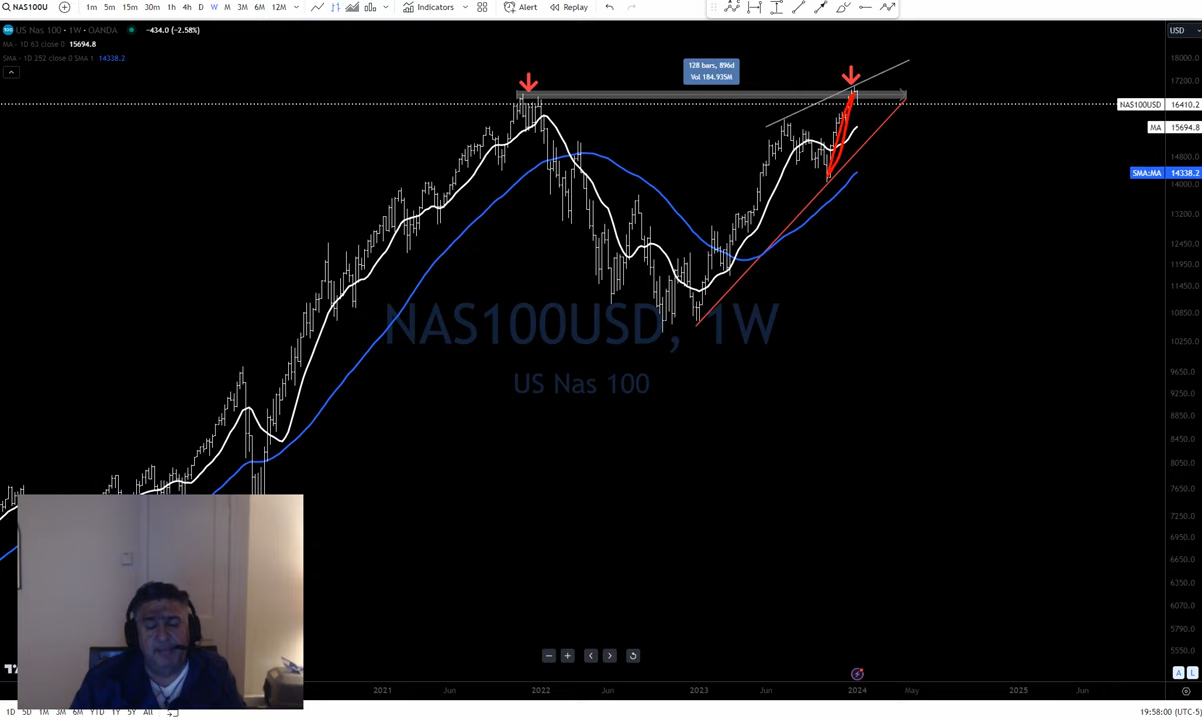 NAS100U
1m 5m 15m 30m 1h 4h D W M 3M 6M 12M Indicators Alert Replay
US Nas 100 · 1W · OANDA −434.0 (−2.58%)
MA · 1D 63 close 0 15694.8
SMA · 1D 252 close 0 SMA 1 14338.2
USD
128 bars, 896d
Vol 184.935M
18000.0
17200.0
NAS100USD 16410.2
MA 15694.8
14800.0
SMA:MA 14338.2
14000.0
13200.0
12450.0
11950.0
11450.0
10850.0
10250.0
9650.0
9250.0
8850.0
8450.0
8050.0
7650.0
7250.0
6950.0
6650.0
6350.0
6070.0
5790.0
5550.0
NAS100USD, 1W
US Nas 100
A L
2021 Jun 2022 Jun 2023 Jun 2024 May 2025 Jun
1D 5D 1M 3M 6M YTD 1Y 5Y All
19:58:00 (UTC-5)